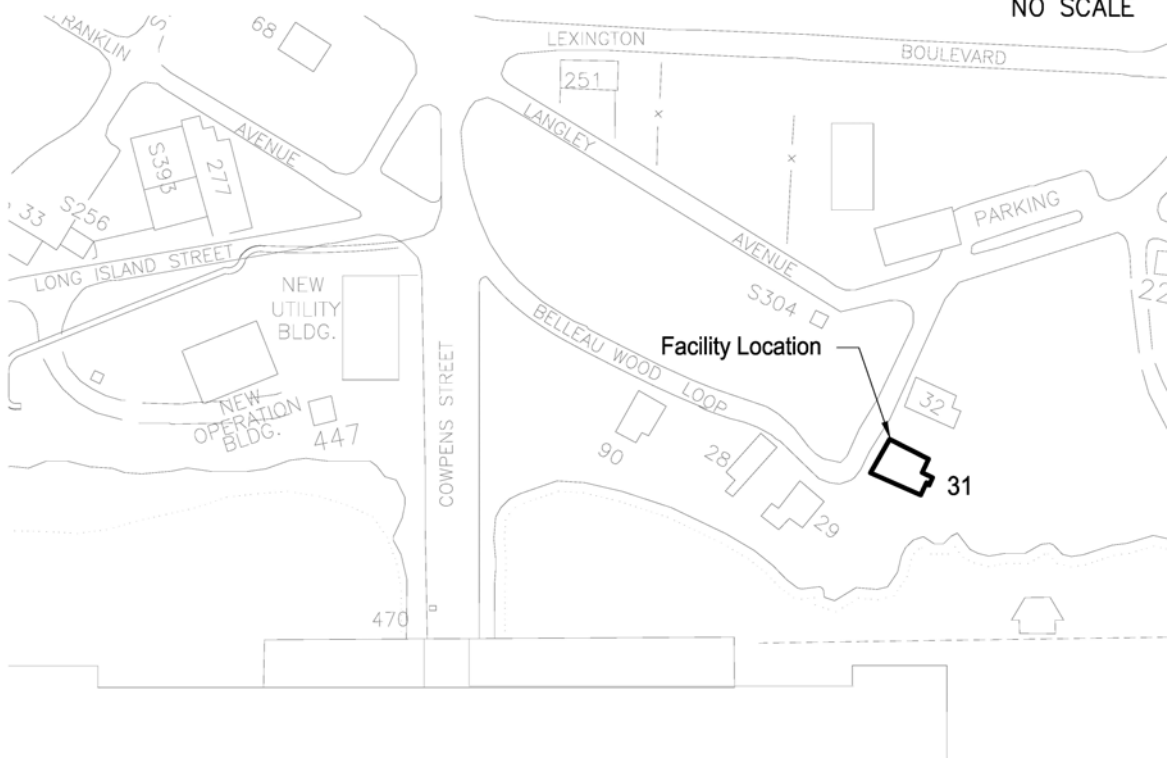 NO SCALE
FRANKLIN
AVENUE
68
LEXINGTON
BOULEVARD
251
LANGLEY
AVENUE
S393
277
33
S256
LONG ISLAND STREET
PARKING
NEW
UTILITY
BLDG.
S304
22
BELLEAU WOOD LOOP
Facility Location
COWPENS STREET
32
NEW
OPERATION
BLDG.
447
90
28
29
31
470